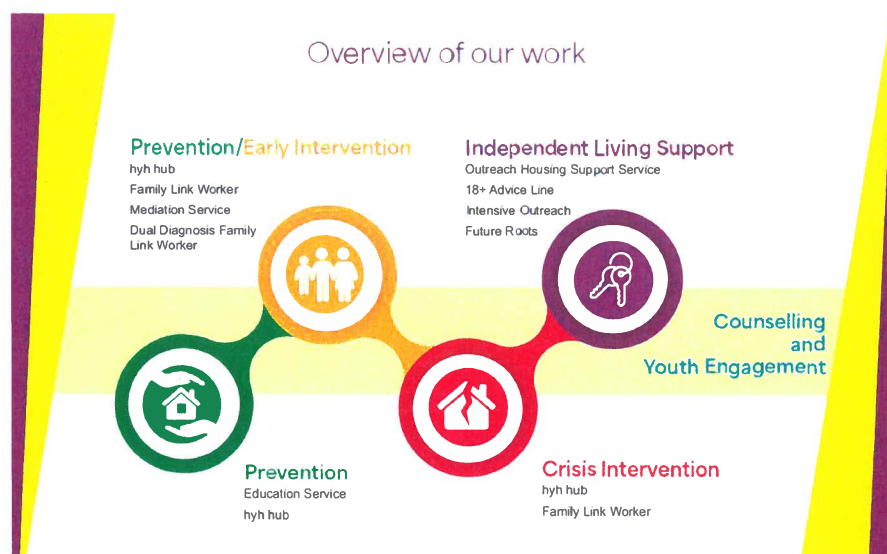 Overview of our work
Prevention/Early Intervention
hyh hub
Family Link Worker
Mediation Service
Dual Diagnosis Family
Link Worker
Independent Living Support
Outreach Housing Support Service
18+ Advice Line
Intensive Outreach
Future Roots
Counselling
and
Youth Engagement
Prevention
Education Service
hyh hub
Crisis Intervention
hyh hub
Family Link Worker